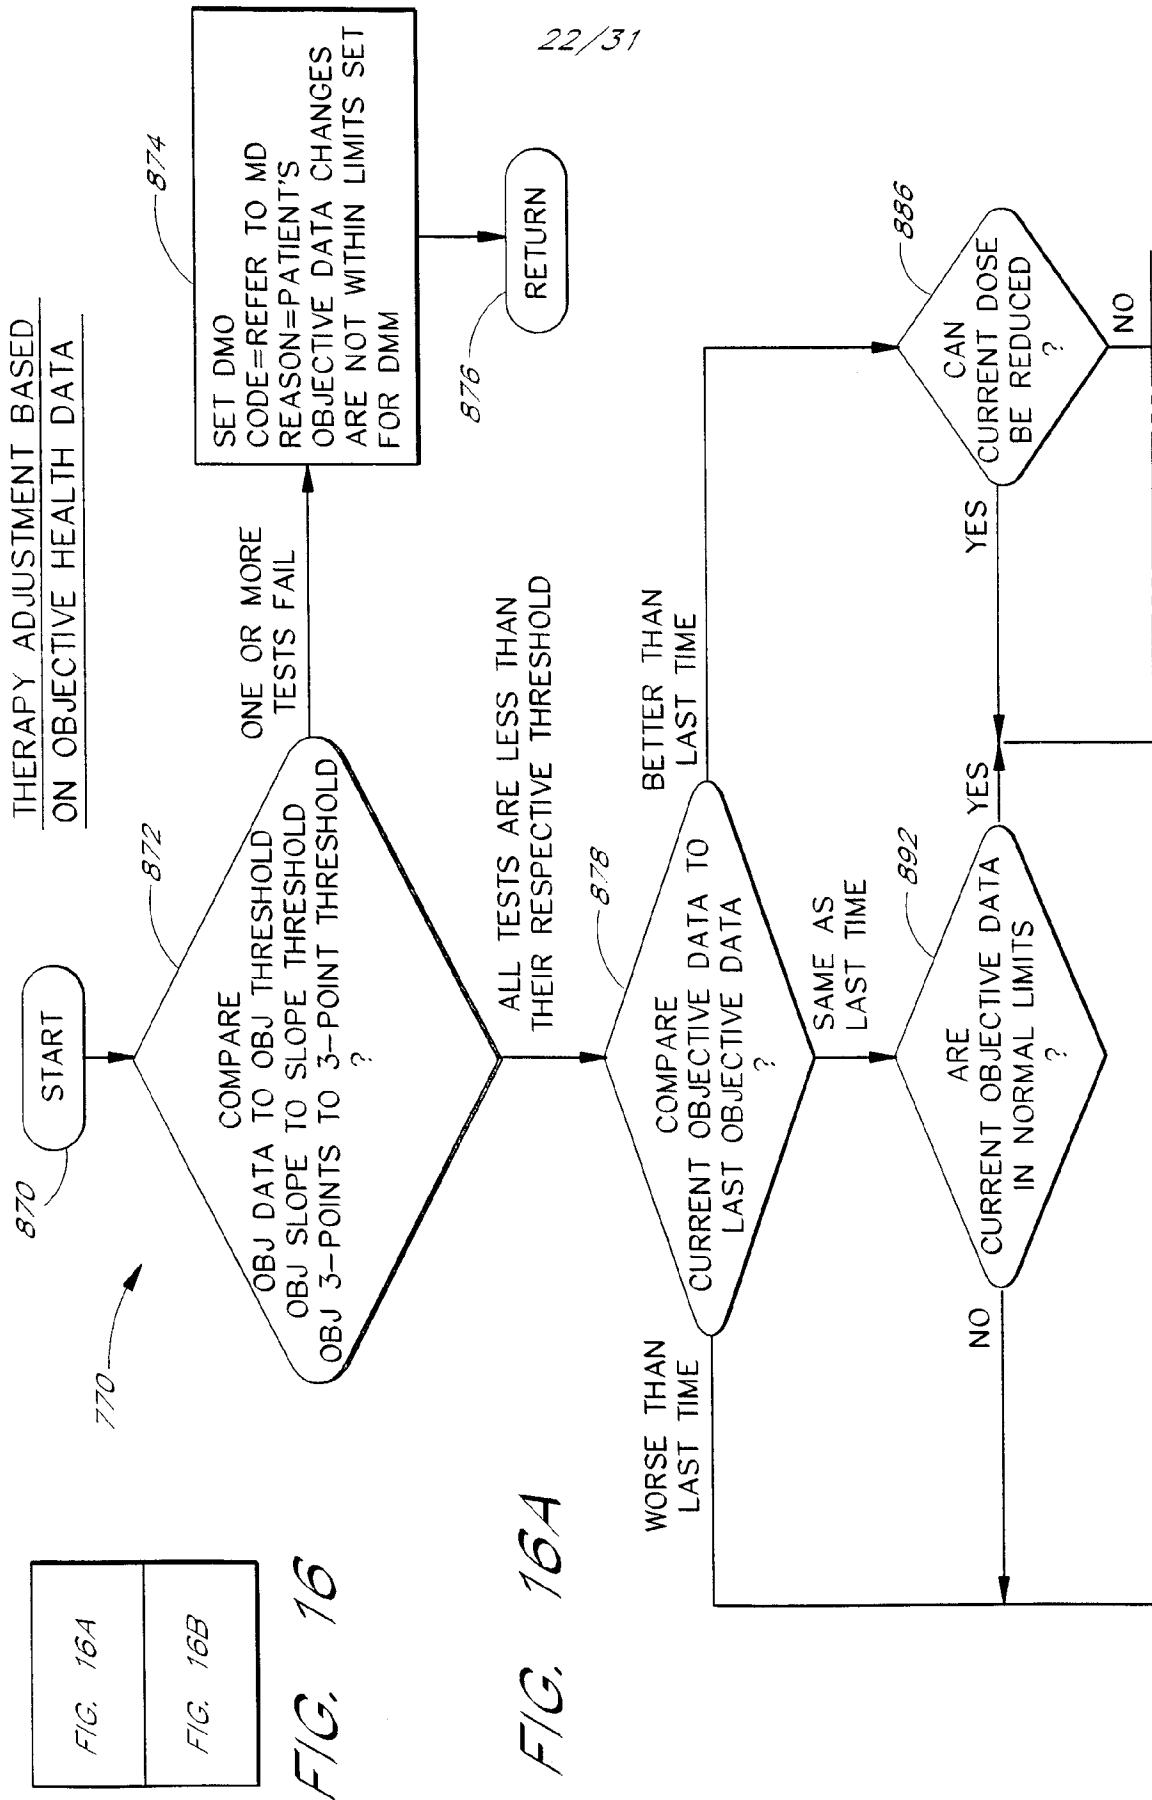 22/31
THERAPY ADJUSTMENT BASED
ON OBJECTIVE HEALTH DATA
FIG. 16A
FIG. 16B
FIG. 16
FIG. 16A
770
870
START
872
COMPARE
OBJ DATA TO OBJ THRESHOLD
OBJ SLOPE TO SLOPE THRESHOLD
OBJ 3-POINTS TO 3-POINT THRESHOLD
?
ONE OR MORE
TESTS FAIL
874
SET DMO
CODE=REFER TO MD
REASON=PATIENT'S
OBJECTIVE DATA CHANGES
ARE NOT WITHIN LIMITS SET
FOR DMM
876
RETURN
ALL TESTS ARE LESS THAN
THEIR RESPECTIVE THRESHOLD
878
COMPARE
CURRENT OBJECTIVE DATA TO
LAST OBJECTIVE DATA
?
WORSE THAN
LAST TIME
SAME AS
LAST TIME
BETTER THAN
LAST TIME
886
CAN
CURRENT DOSE
BE REDUCED
?
YES
NO
892
ARE
CURRENT OBJECTIVE DATA
IN NORMAL LIMITS
?
NO
YES